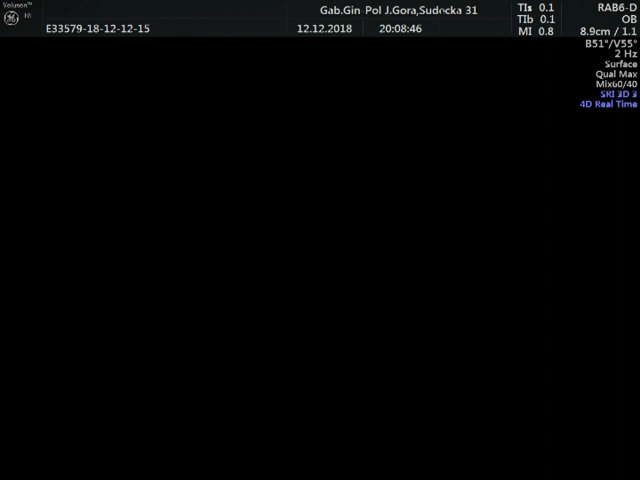 Voluson™
GE
Gab.Gin Pol J.Gora,Sudecka 31
E33579-18-12-12-15
12.12.2018
20:08:46
TIs 0.1
TIb 0.1
MI 0.8
RAB6-D
OB
8.9cm / 1.1
B51°/V55°
2 Hz
Surface
Qual Max
Mix60/40
SRI 3D 3
4D Real Time